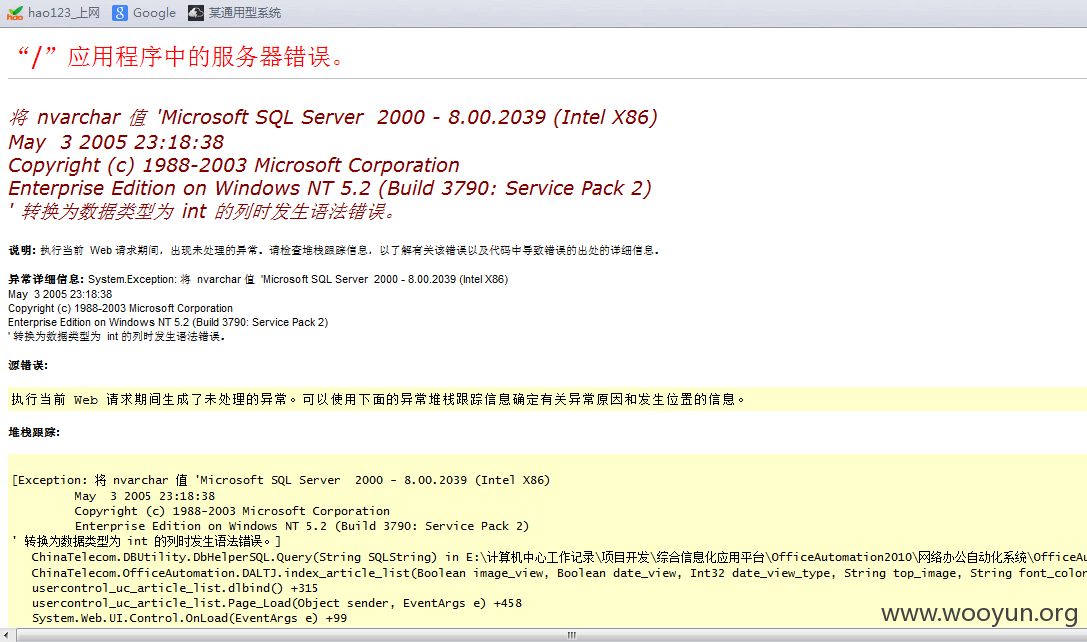 hao123_上网 Google 某通用型系统
“/”应用程序中的服务器错误。
将 nvarchar 值 'Microsoft SQL Server  2000 - 8.00.2039 (Intel X86)
May  3 2005 23:18:38
Copyright (c) 1988-2003 Microsoft Corporation
Enterprise Edition on Windows NT 5.2 (Build 3790: Service Pack 2)
' 转换为数据类型为 int 的列时发生语法错误。
说明: 执行当前 Web 请求期间，出现未处理的异常。请检查堆栈跟踪信息，以了解有关该错误以及代码中导致错误的出处的详细信息。
异常详细信息: System.Exception: 将 nvarchar 值 'Microsoft SQL Server  2000 - 8.00.2039 (Intel X86)
May  3 2005 23:18:38
Copyright (c) 1988-2003 Microsoft Corporation
Enterprise Edition on Windows NT 5.2 (Build 3790: Service Pack 2)
' 转换为数据类型为 int 的列时发生语法错误。
源错误:
执行当前 Web 请求期间生成了未处理的异常。可以使用下面的异常堆栈跟踪信息确定有关异常原因和发生位置的信息。
堆栈跟踪:
[Exception: 将 nvarchar 值 'Microsoft SQL Server  2000 - 8.00.2039 (Intel X86)
May  3 2005 23:18:38
Copyright (c) 1988-2003 Microsoft Corporation
Enterprise Edition on Windows NT 5.2 (Build 3790: Service Pack 2)
' 转换为数据类型为 int 的列时发生语法错误。]
ChinaTelecom.DBUtility.DbHelperSQL.Query(String SQLString) in E:\计算机中心工作记录\项目开发\综合信息化应用平台\OfficeAutomation2010\网络办公自动化系统\OfficeAu
ChinaTelecom.OfficeAutomation.DALTJ.index_article_list(Boolean image_view, Boolean date_view, Int32 date_view_type, String top_image, String font_color
usercontrol_uc_article_list.dlbind() +315
usercontrol_uc_article_list.Page_Load(Object sender, EventArgs e) +458
System.Web.UI.Control.OnLoad(EventArgs e) +99
www.wooyun.org